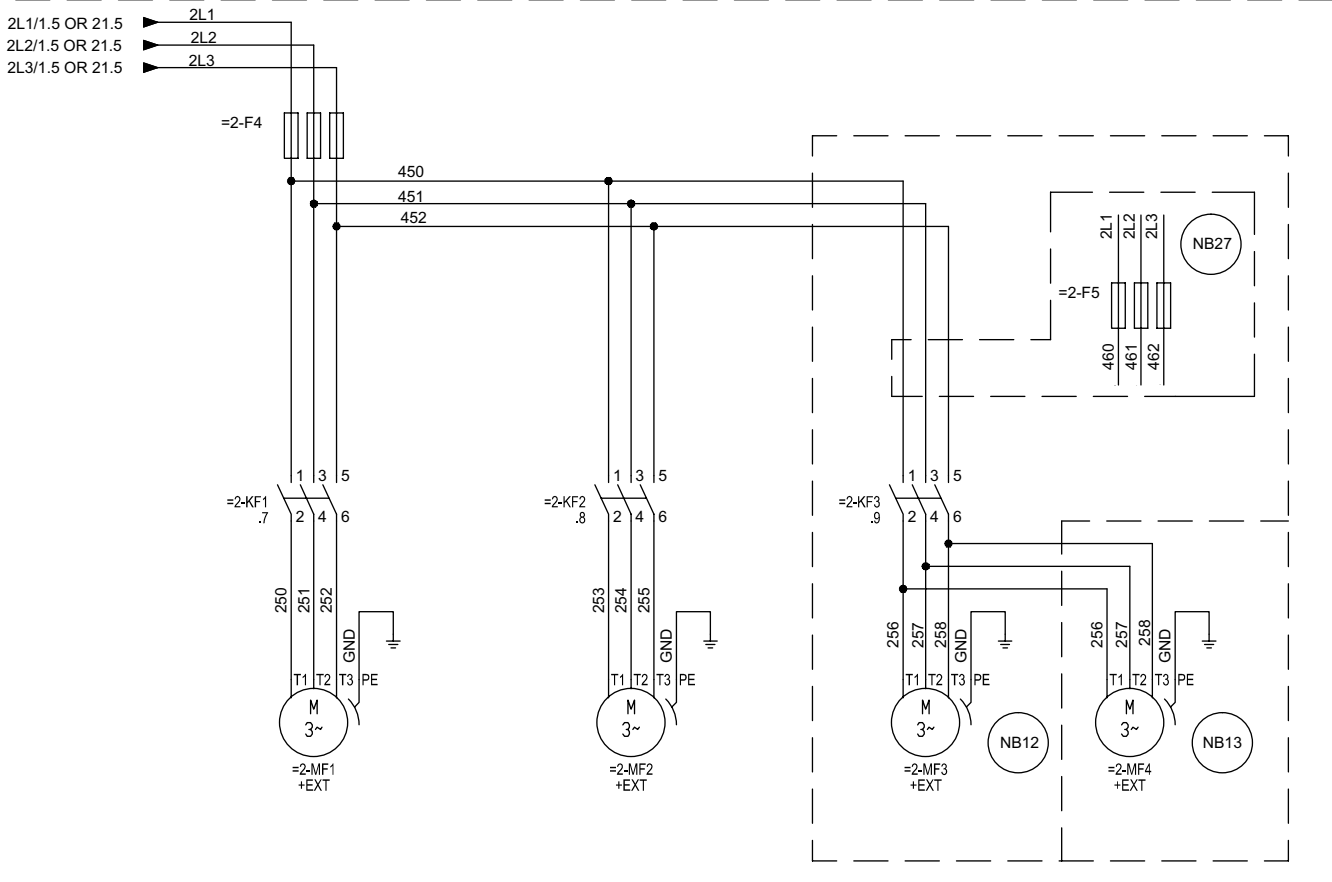 2L1/1.5 OR 21.5
2L1
2L2/1.5 OR 21.5
2L2
2L3/1.5 OR 21.5
2L3
=2-F4
450
451
452
2L1
2L2
2L3
NB27
=2-F5
460
461
462
1 3 5
=2-KF1
.7
2 4 6
1 3 5
=2-KF2
.8
2 4 6
1 3 5
=2-KF3
.9
2 4 6
250
251
252
GND
253
254
255
GND
256
257
258
GND
256
257
258
GND
T1 T2 T3 PE
T1 T2 T3 PE
T1 T2 T3 PE
T1 T2 T3 PE
M
3~
M
3~
M
3~
NB12
M
3~
NB13
=2-MF1
+EXT
=2-MF2
+EXT
=2-MF3
+EXT
=2-MF4
+EXT